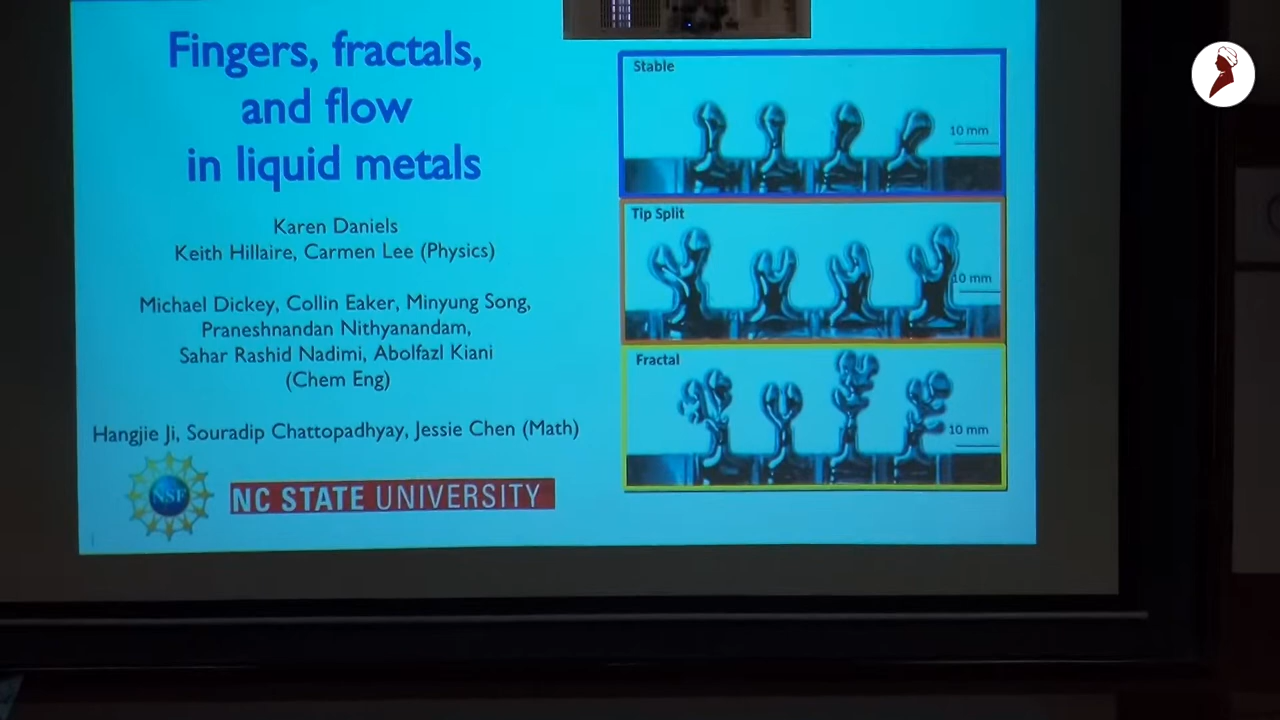 Fingers, fractals,
and flow
in liquid metals
Karen Daniels
Keith Hillaire, Carmen Lee (Physics)
Michael Dickey, Collin Eaker, Minyung Song,
Praneshnandan Nithyanandam,
Sahar Rashid Nadimi, Abolfazl Kiani
(Chem Eng)
Hangjie Ji, Souradip Chattopadhyay, Jessie Chen (Math)
NSF
NC STATE UNIVERSITY
Stable
10 mm
Tip Split
10 mm
Fractal
10 mm